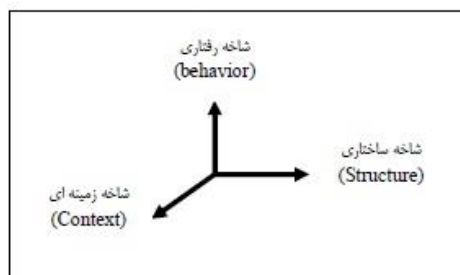 شاخه رفتاری
(behavior)
شاخه ساختاری
(Structure)
شاخه زمینه ای
(Context)